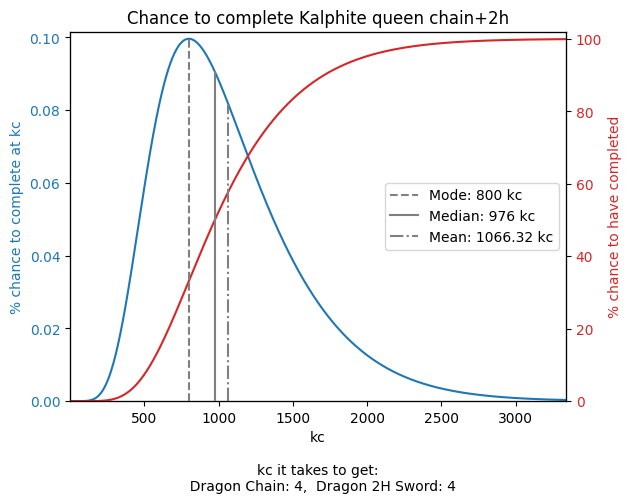 Chance to complete Kalphite queen chain+2h
% chance to complete at kc
0.10
0.08
0.06
0.04
0.02
0.00
100
80
60
40
20
0
% chance to have completed
Mode: 800 kc
Median: 976 kc
Mean: 1066.32 kc
500 1000 1500 2000 2500 3000
kc
kc it takes to get:
Dragon Chain: 4,  Dragon 2H Sword: 4